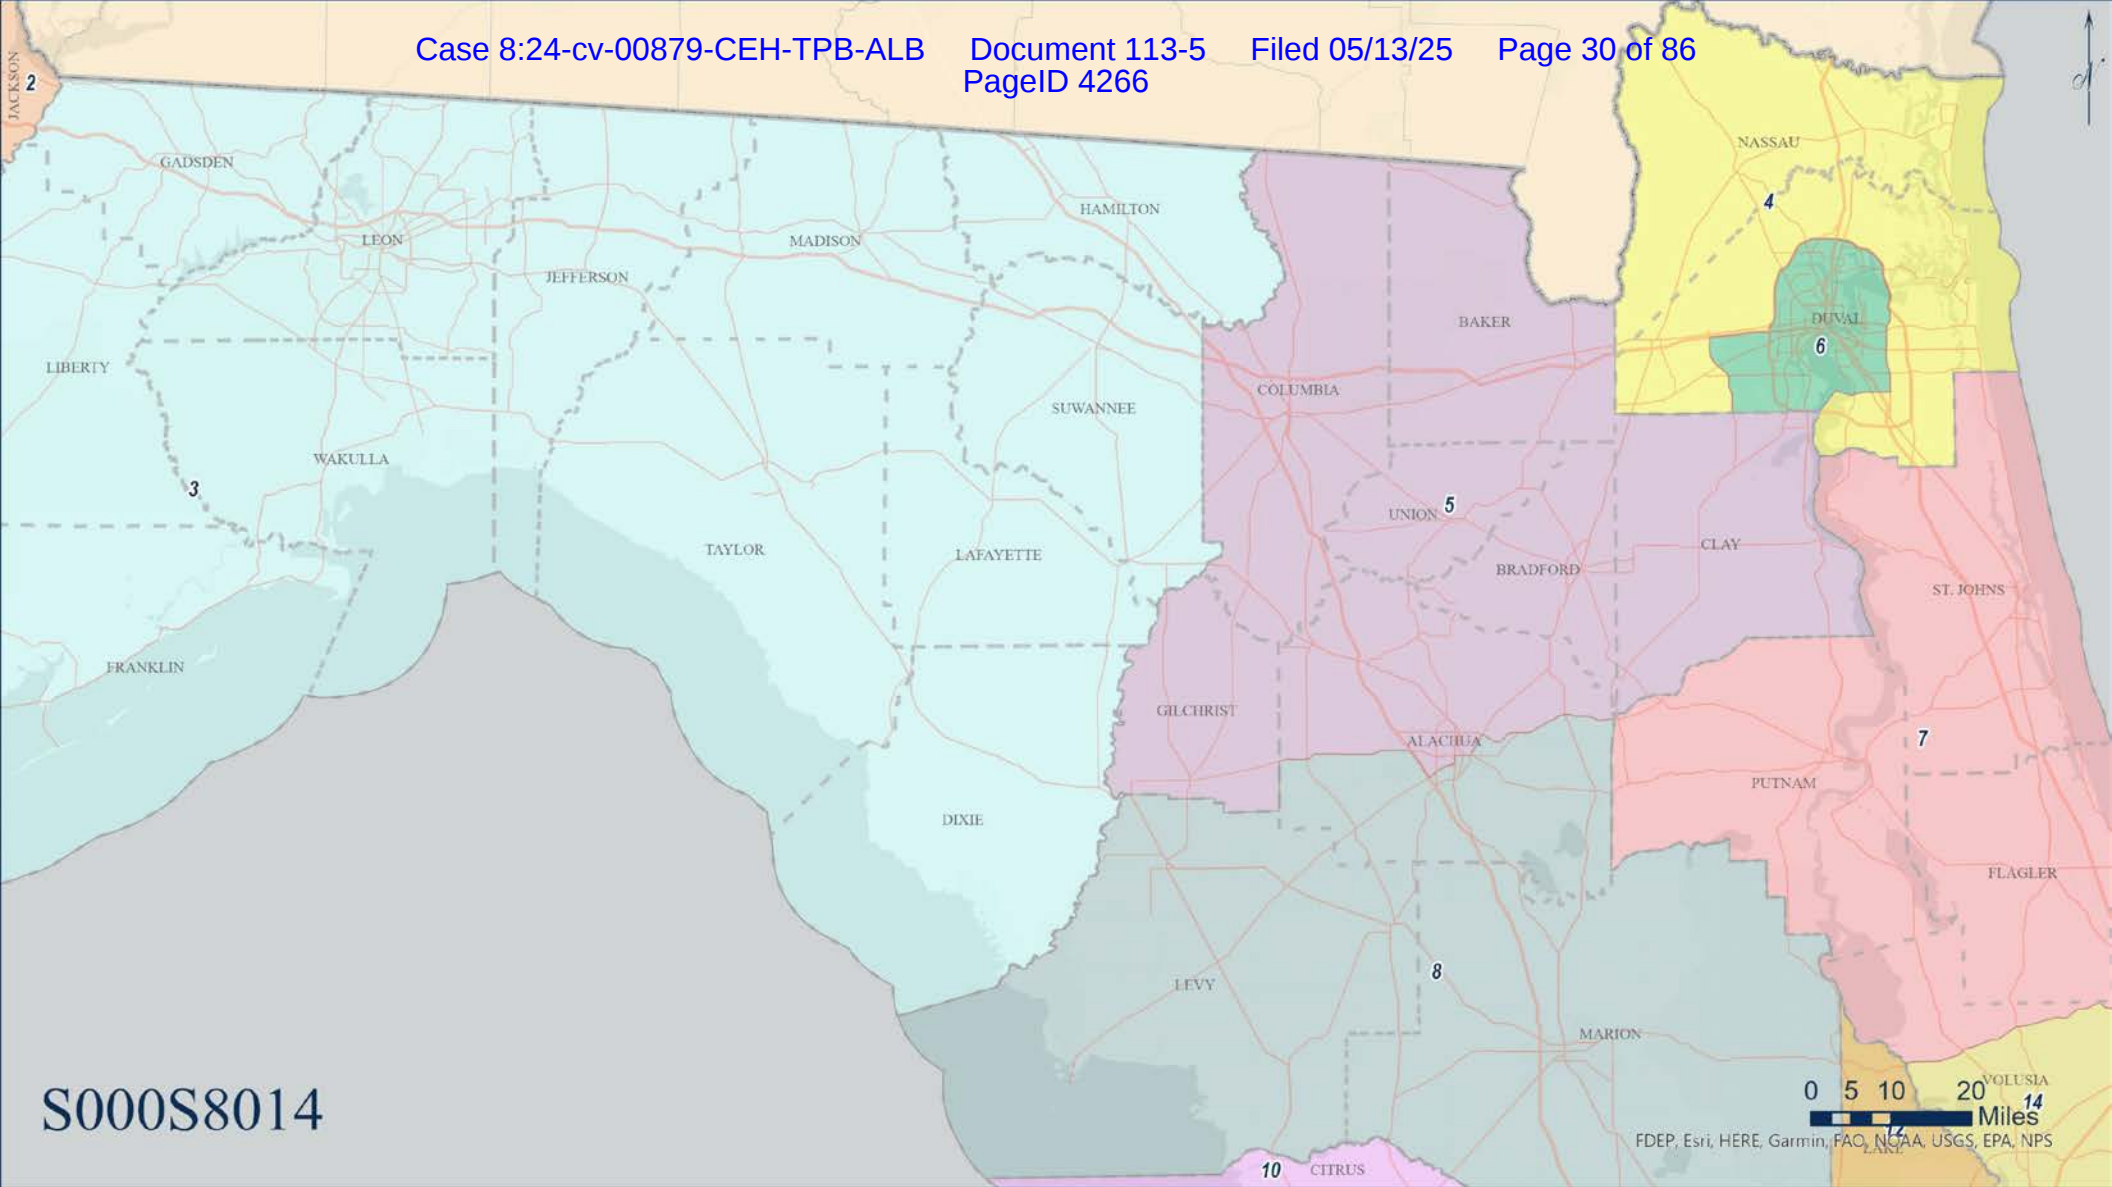 Case 8:24-cv-00879-CEH-TPB-ALB Document 113-5 Filed 05/13/25 Page 30 of 86
PageID 4266
JACKSON
2
NASSAU
GADSDEN
4
HAMILTON
LEON
MADISON
JEFFERSON
DUVAL
BAKER
6
LIBERTY
COLUMBIA
SUWANNEE
WAKULLA
3
5
UNION
CLAY
TAYLOR
LAFAYETTE
BRADFORD
ST. JOHNS
FRANKLIN
GILCHRIST
7
ALACHUA
PUTNAM
DIXIE
FLAGLER
8
LEVY
MARION
S000S8014
0 5 10 20
Miles
VOLUSIA
14
12
FDEP, Esri, HERE, Garmin, FAO, NOAA, USGS, EPA, NPS
LAKE
10
CITRUS